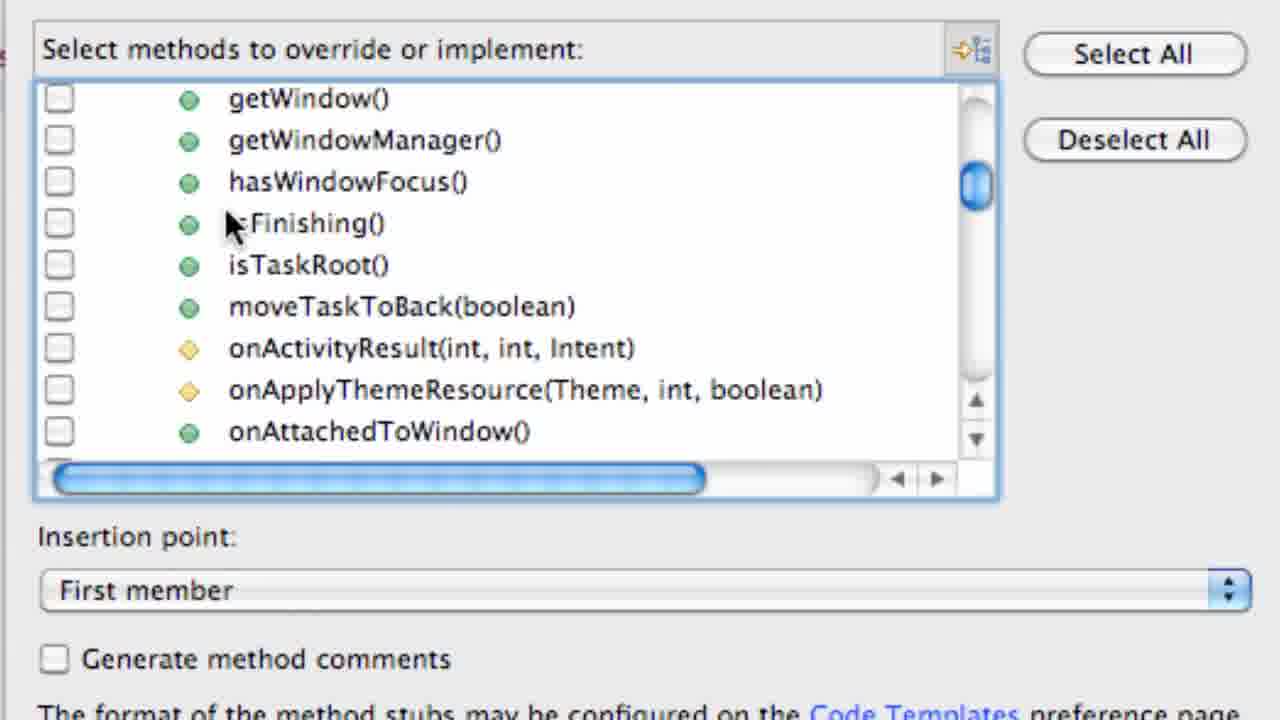 Select methods to override or implement:
Select All
Deselect All
getWindow()
getWindowManager()
hasWindowFocus()
isFinishing()
isTaskRoot()
moveTaskToBack(boolean)
onActivityResult(int, int, Intent)
onApplyThemeResource(Theme, int, boolean)
onAttachedToWindow()
Insertion point:
First member
Generate method comments
The format of the method stubs may be configured on the Code Templates preference page.